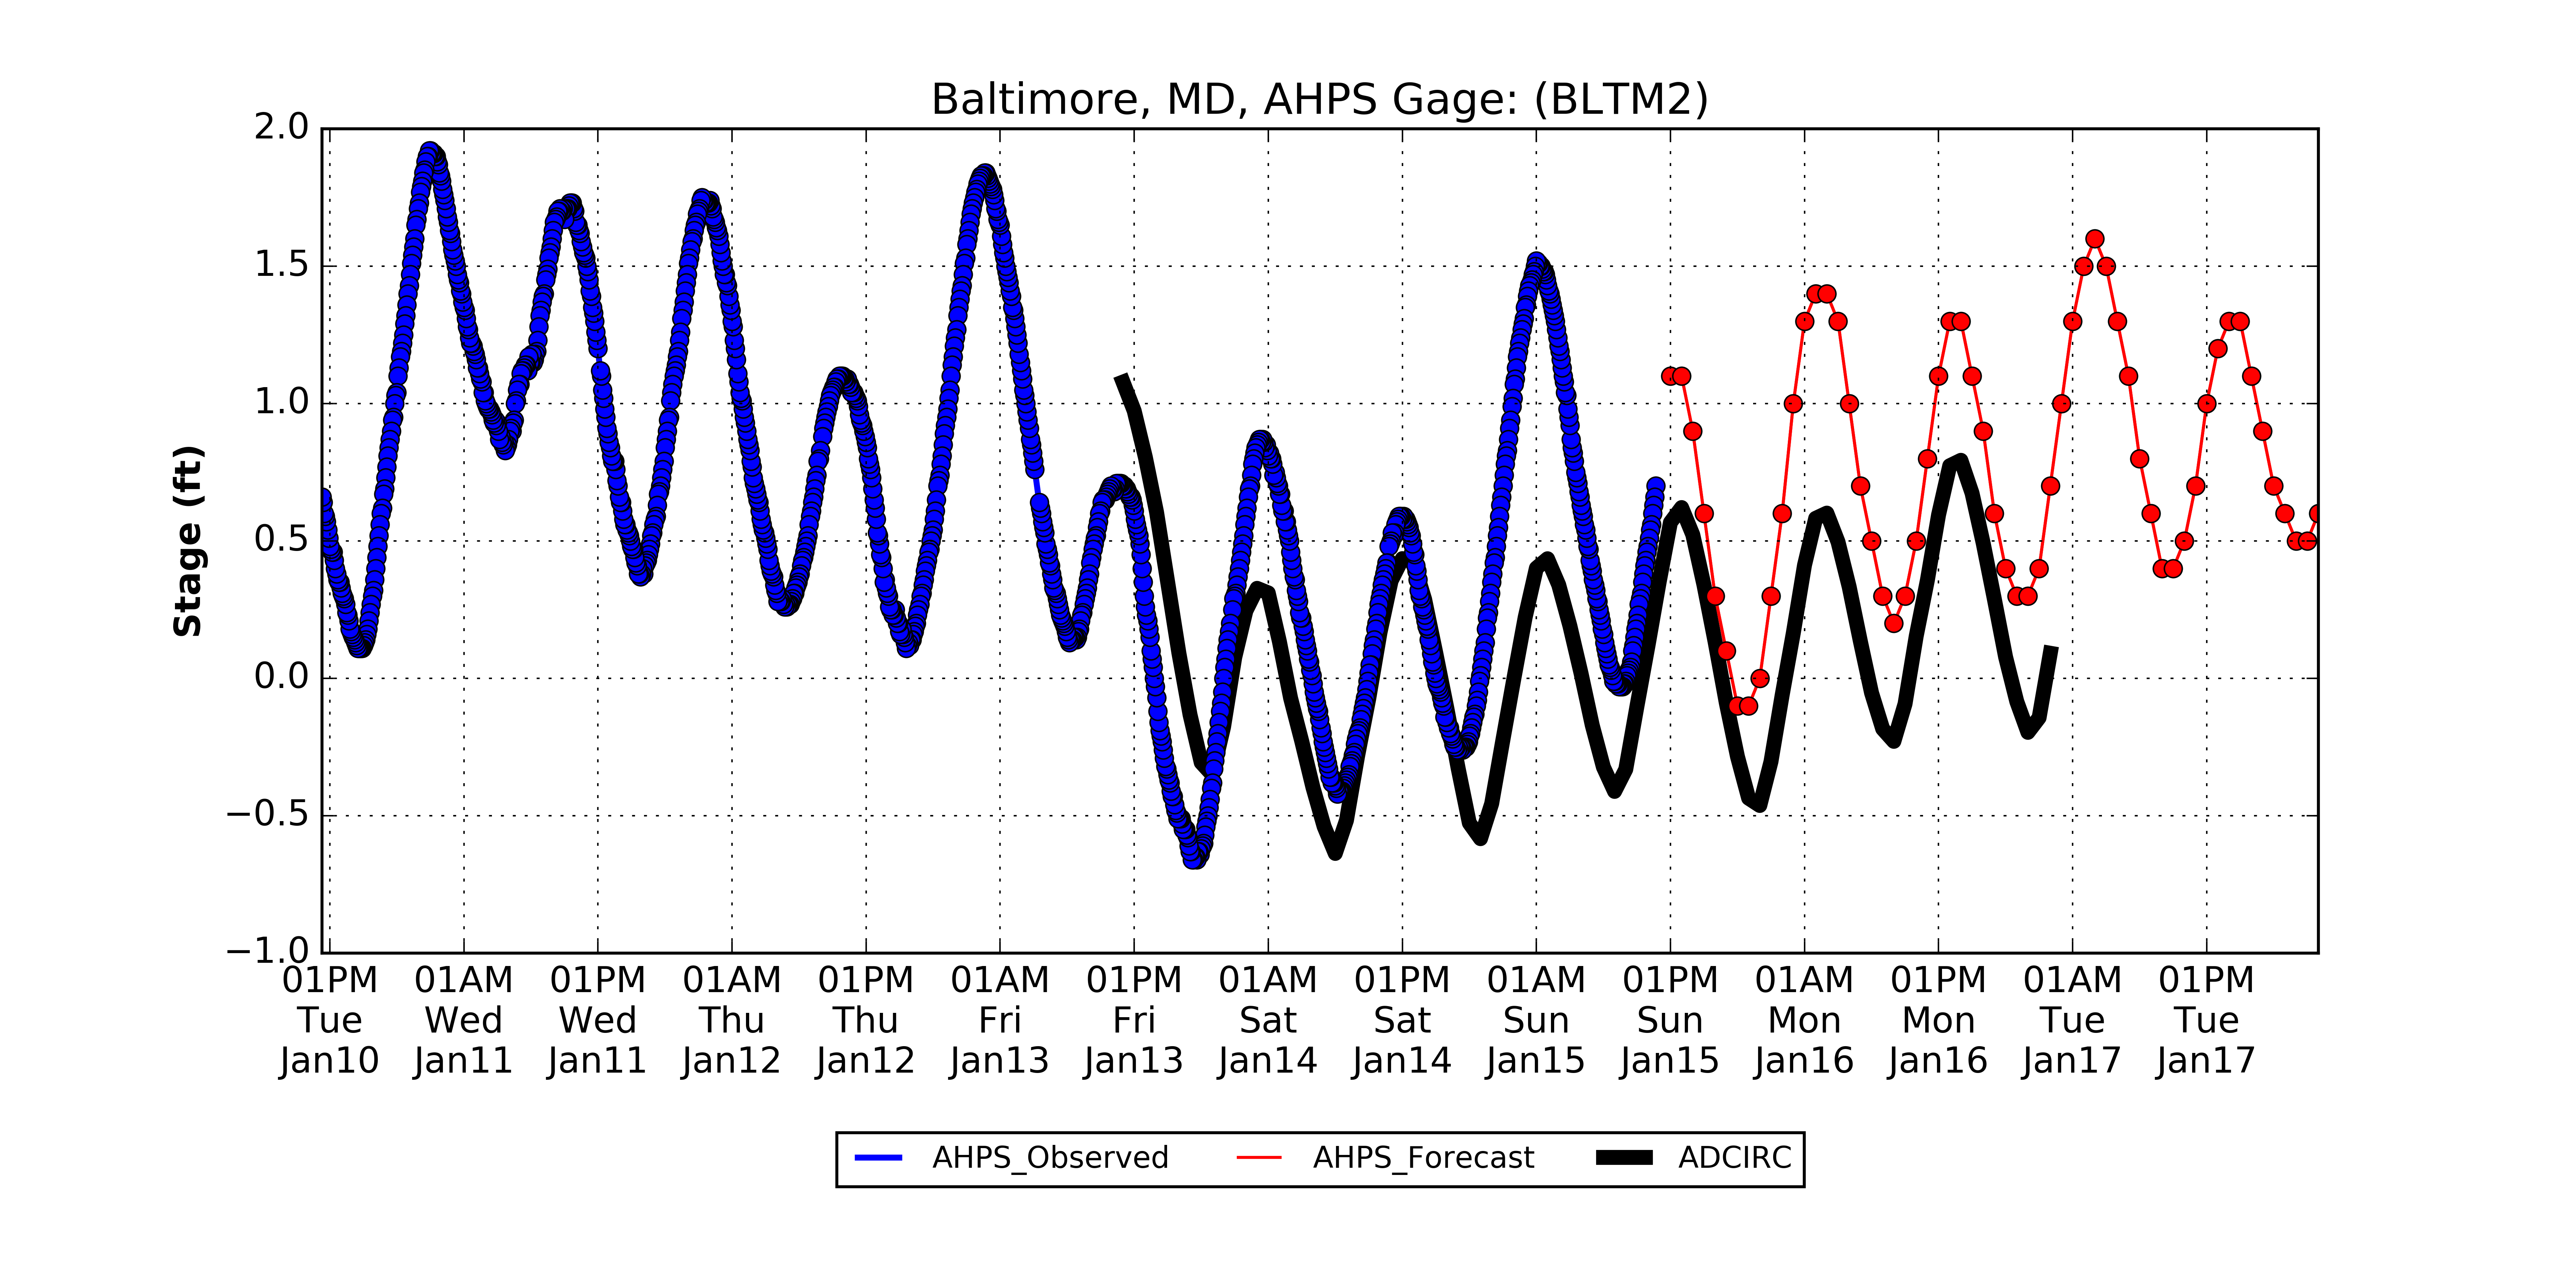 Baltimore, MD, AHPS Gage: (BLTM2)
Stage (ft)
2.0
1.5
1.0
0.5
0.0
−0.5
−1.0
01PM 01AM 01PM 01AM 01PM 01AM 01PM 01AM 01PM 01AM 01PM 01AM 01PM 01AM 01PM
Tue Wed Wed Thu Thu Fri Fri Sat Sat Sun Sun Mon Mon Tue Tue
Jan10 Jan11 Jan11 Jan12 Jan12 Jan13 Jan13 Jan14 Jan14 Jan15 Jan15 Jan16 Jan16 Jan17 Jan17
AHPS_Observed AHPS_Forecast ADCIRC